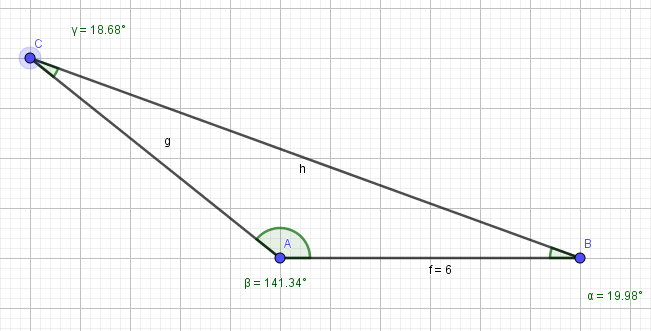 γ = 18.68°
C
g
h
A
B
f = 6
β = 141.34°
α = 19.98°